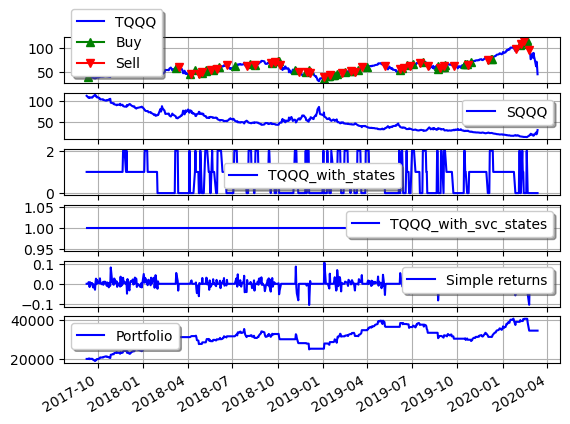 TQQQ
Buy
Sell
100
50
SQQQ
100
50
2
TQQQ_with_states
0
1.05
TQQQ_with_svc_states
1.00
0.95
0.1
Simple returns
0.0
−0.1
40000
Portfolio
20000
2017-10 2018-01 2018-04 2018-07 2018-10 2019-01 2019-04 2019-07 2019-10 2020-01 2020-04